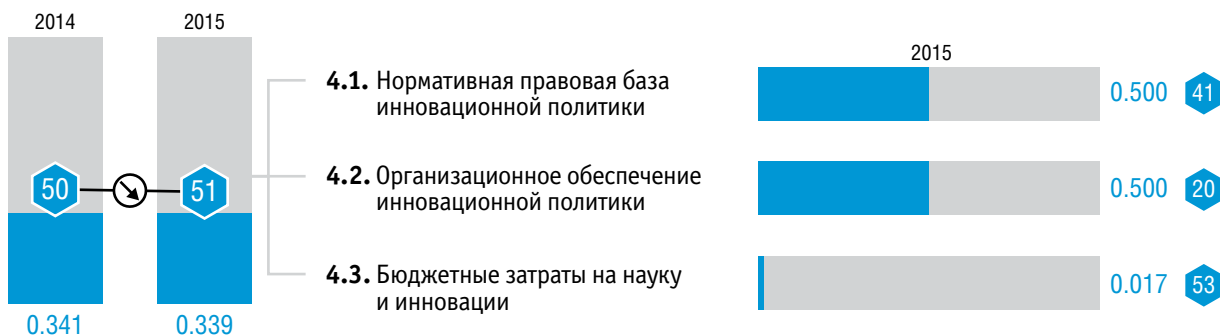 2014
2015
50
51
0.341
0.339
4.1. Нормативная правовая база
инновационной политики
4.2. Организационное обеспечение
инновационной политики
4.3. Бюджетные затраты на науку
и инновации
2015
0.500 41
0.500 20
0.017 53